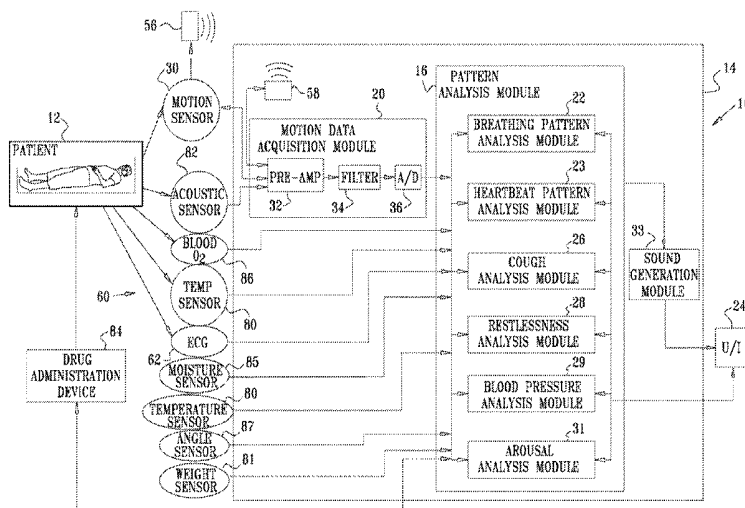 56
30
MOTION
SENSOR
12
PATIENT
82
ACOUSTIC
SENSOR
BLOOD
O2
86
TEMP
SENSOR
80
60
ECG
62
85
MOISTURE
SENSOR
80
TEMPERATURE
SENSOR
87
ANGLE
SENSOR
81
WEIGHT
SENSOR
84
DRUG
ADMINISTRATION
DEVICE
58
20
MOTION DATA
ACQUISITION MODULE
PRE-AMP
FILTER
A/D
32
34
36
16
PATTERN
ANALYSIS MODULE
22
BREATHING PATTERN
ANALYSIS MODULE
23
HEARTBEAT PATTERN
ANALYSIS MODULE
26
COUGH
ANALYSIS MODULE
28
RESTLESSNESS
ANALYSIS MODULE
29
BLOOD PRESSURE
ANALYSIS MODULE
31
AROUSAL
ANALYSIS MODULE
33
SOUND
GENERATION
MODULE
14
24
U/I